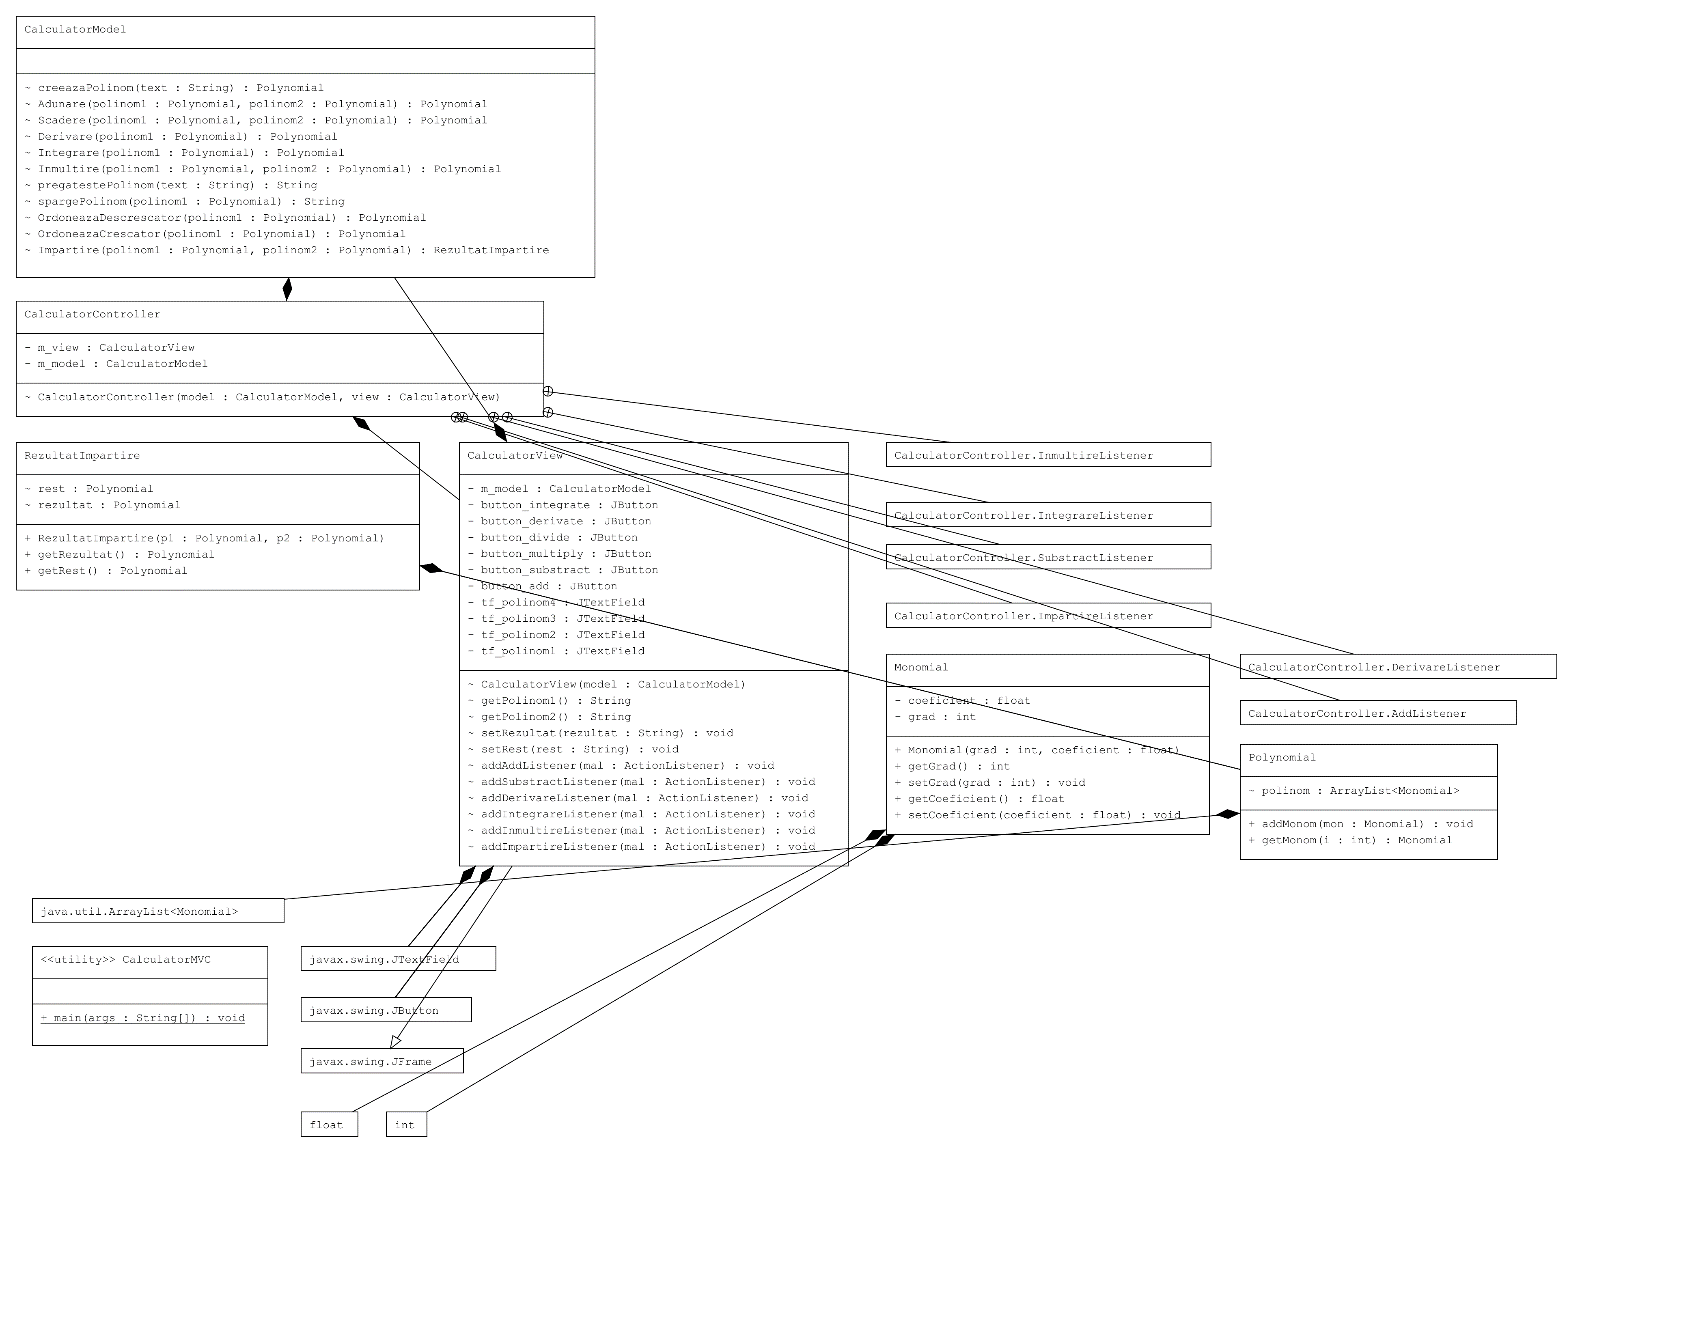 CalculatorModel
~ creeazaPolinom(text : String) : Polynomial
~ Adunare(polinom1 : Polynomial, polinom2 : Polynomial) : Polynomial
~ Scadere(polinom1 : Polynomial, polinom2 : Polynomial) : Polynomial
~ Derivare(polinom1 : Polynomial) : Polynomial
~ Integrare(polinom1 : Polynomial) : Polynomial
~ Inmultire(polinom1 : Polynomial, polinom2 : Polynomial) : Polynomial
~ pregatestePolinom(text : String) : String
~ spargePolinom(polinom1 : Polynomial) : String
~ OrdoneazaDescrescator(polinom1 : Polynomial) : Polynomial
~ OrdoneazaCrescator(polinom1 : Polynomial) : Polynomial
~ Impartire(polinom1 : Polynomial, polinom2 : Polynomial) : RezultatImpartire
CalculatorController
- m_view : CalculatorView
- m_model : CalculatorModel
~ CalculatorController(model : CalculatorModel, view : CalculatorView)
RezultatImpartire
~ rest : Polynomial
~ rezultat : Polynomial
+ RezultatImpartire(p1 : Polynomial, p2 : Polynomial)
+ getRezultat() : Polynomial
+ getRest() : Polynomial
CalculatorView
- m_model : CalculatorModel
- button_integrate : JButton
- button_derivate : JButton
- button_divide : JButton
- button_multiply : JButton
- button_substract : JButton
- button_add : JButton
- tf_polinom4 : JTextField
- tf_polinom3 : JTextField
- tf_polinom2 : JTextField
- tf_polinom1 : JTextField
~ CalculatorView(model : CalculatorModel)
~ getPolinom1() : String
~ getPolinom2() : String
~ setRezultat(rezultat : String) : void
~ setRest(rest : String) : void
~ addAddListener(mal : ActionListener) : void
~ addSubstractListener(mal : ActionListener) : void
~ addDerivareListener(mal : ActionListener) : void
~ addIntegrareListener(mal : ActionListener) : void
~ addInmultireListener(mal : ActionListener) : void
~ addImpartireListener(mal : ActionListener) : void
CalculatorController.InmultireListener
CalculatorController.IntegrareListener
CalculatorController.SubstractListener
CalculatorController.ImpartireListener
Monomial
- coeficient : float
- grad : int
+ Monomial(grad : int, coeficient : float)
+ getGrad() : int
+ setGrad(grad : int) : void
+ getCoeficient() : float
+ setCoeficient(coeficient : float) : void
CalculatorController.DerivareListener
CalculatorController.AddListener
Polynomial
~ polinom : ArrayList<Monomial>
+ addMonom(mon : Monomial) : void
+ getMonom(i : int) : Monomial
java.util.ArrayList<Monomial>
<<utility>> CalculatorMVC
+ main(args : String[]) : void
javax.swing.JTextField
javax.swing.JButton
javax.swing.JFrame
float
int